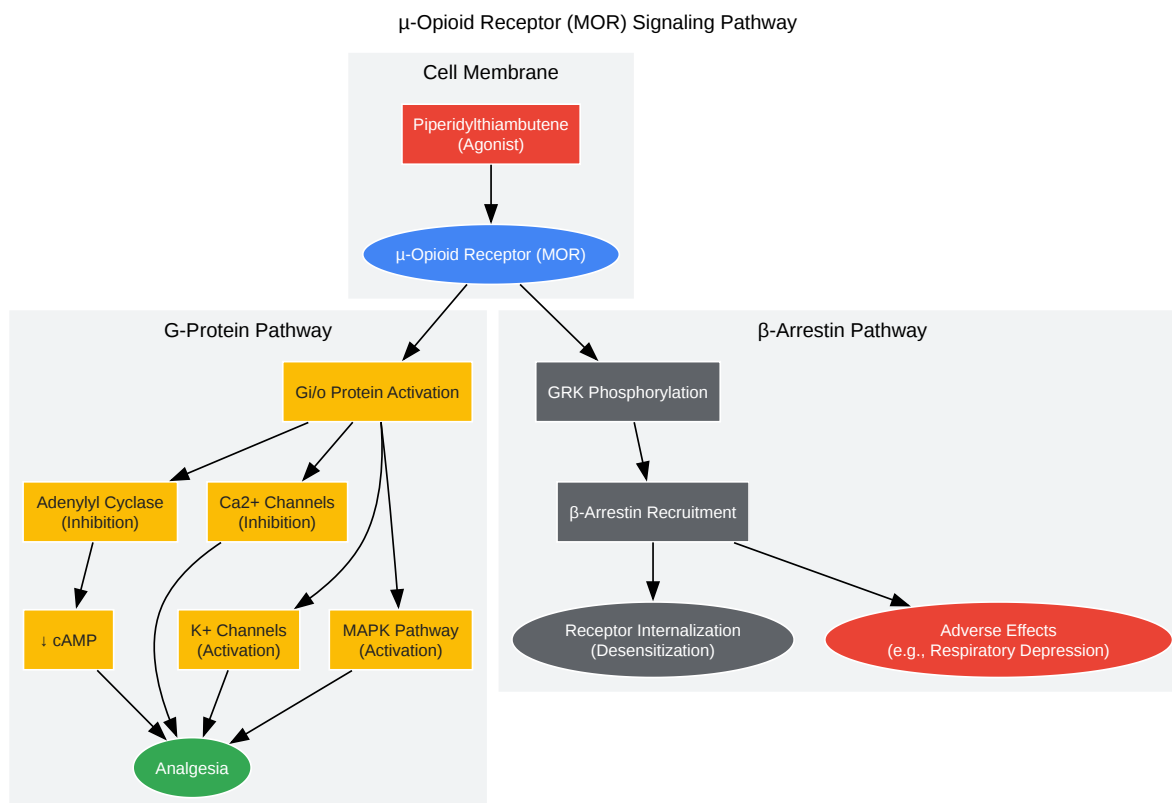 µ-Opioid Receptor (MOR) Signaling Pathway
Cell Membrane
Piperidylthiambutene
(Agonist)
µ-Opioid Receptor (MOR)
G-Protein Pathway
Gi/o Protein Activation
Adenylyl Cyclase
(Inhibition)
Ca2+ Channels
(Inhibition)
↓ cAMP
K+ Channels
(Activation)
MAPK Pathway
(Activation)
Analgesia
β-Arrestin Pathway
GRK Phosphorylation
β-Arrestin Recruitment
Receptor Internalization
(Desensitization)
Adverse Effects
(e.g., Respiratory Depression)